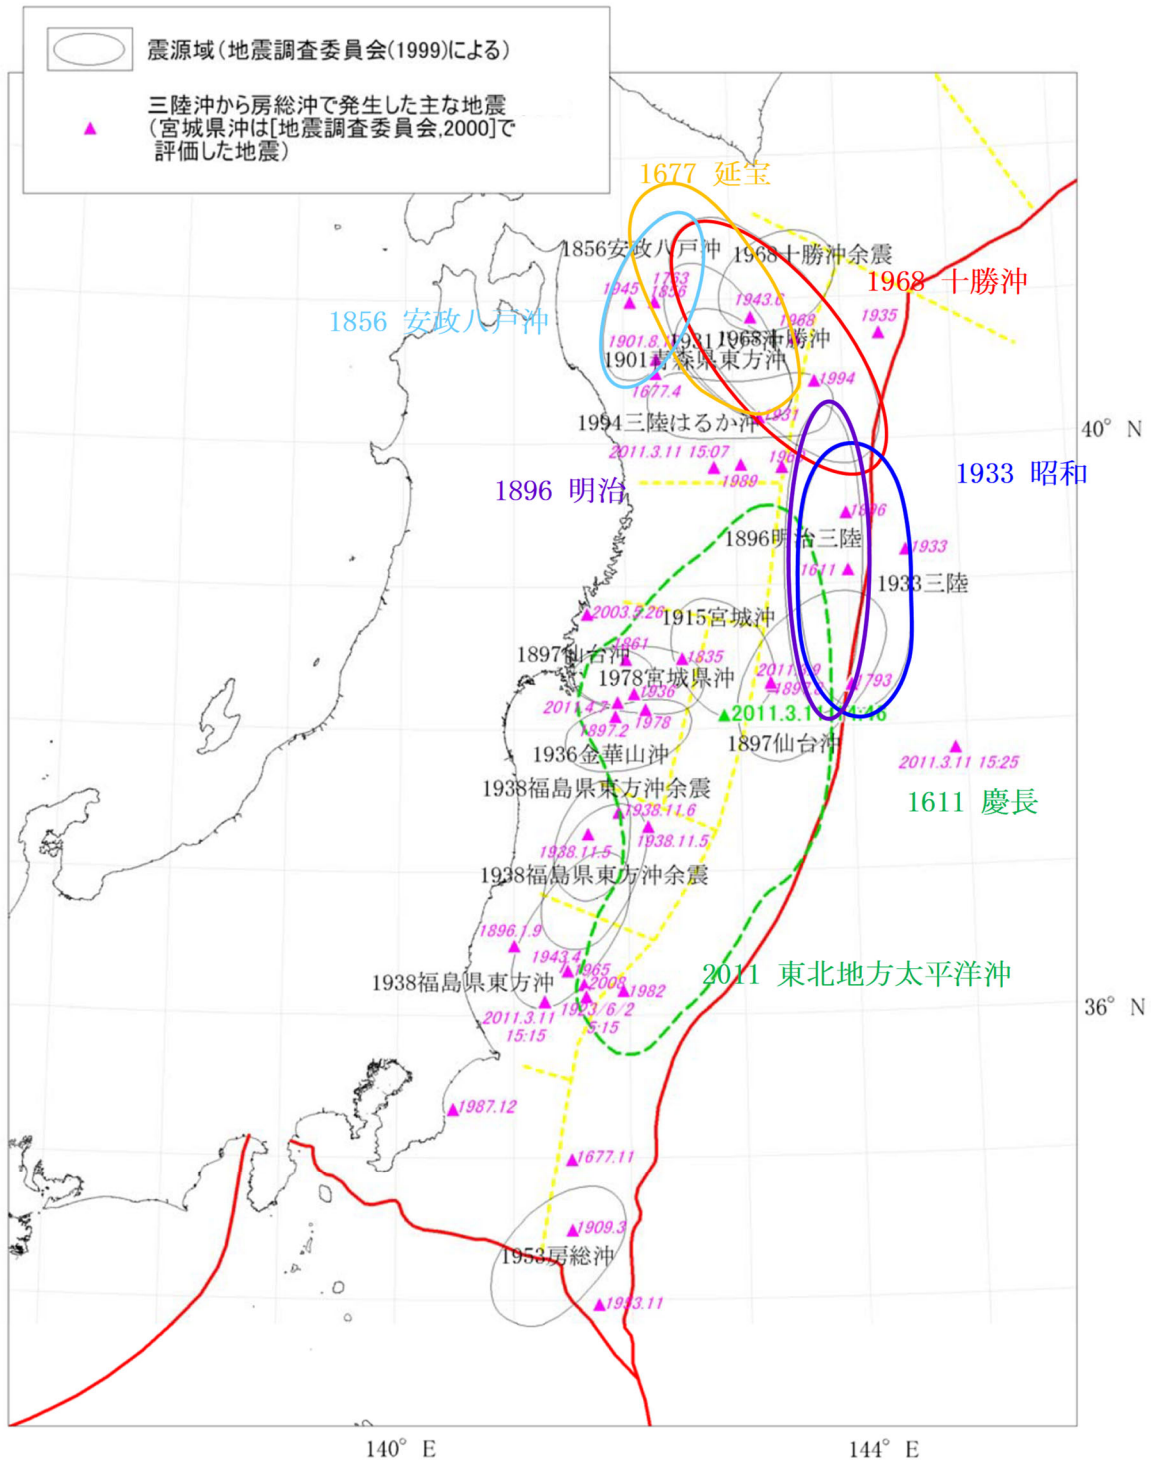 震源域(地震調査委員会(1999)による)
三陸沖から房総沖で発生した主な地震
(宮城県沖は[地震調査委員会,2000]で
評価した地震)
1677 延宝
1856安政八戸沖
1968十勝沖余震
1968 十勝沖
1763
1945
1856
1943.6
1935
1856 安政八戸沖
1968
1901.8
1968十勝沖
1901青森県東方沖
1677.4
1994
1931
1994三陸はるか沖
40° N
2011.3.11 15:07
1989
1933 昭和
1896 明治
1896
1896明治三陸
1933
1611
1933三陸
2003.5.26
1915宮城沖
1861
1897仙台沖
1835
1978宮城県沖
1793
1936
2011.4.7
1978
1897.2
2011.3.11 14:46
1897仙台沖
1936金華山沖
2011.3.11 15:25
1938福島県東方沖余震
1611 慶長
1938.11.6
1938.11.5
1938.11.5
1938福島県東方沖余震
1896.1.9
1943.4
1965
2011 東北地方太平洋沖
1938福島県東方沖
2008
1982
1923/6/2
5:15
2011.3.11
15:15
36° N
1987.12
1677.11
1909.3
1953房総沖
1953.11
140° E
144° E